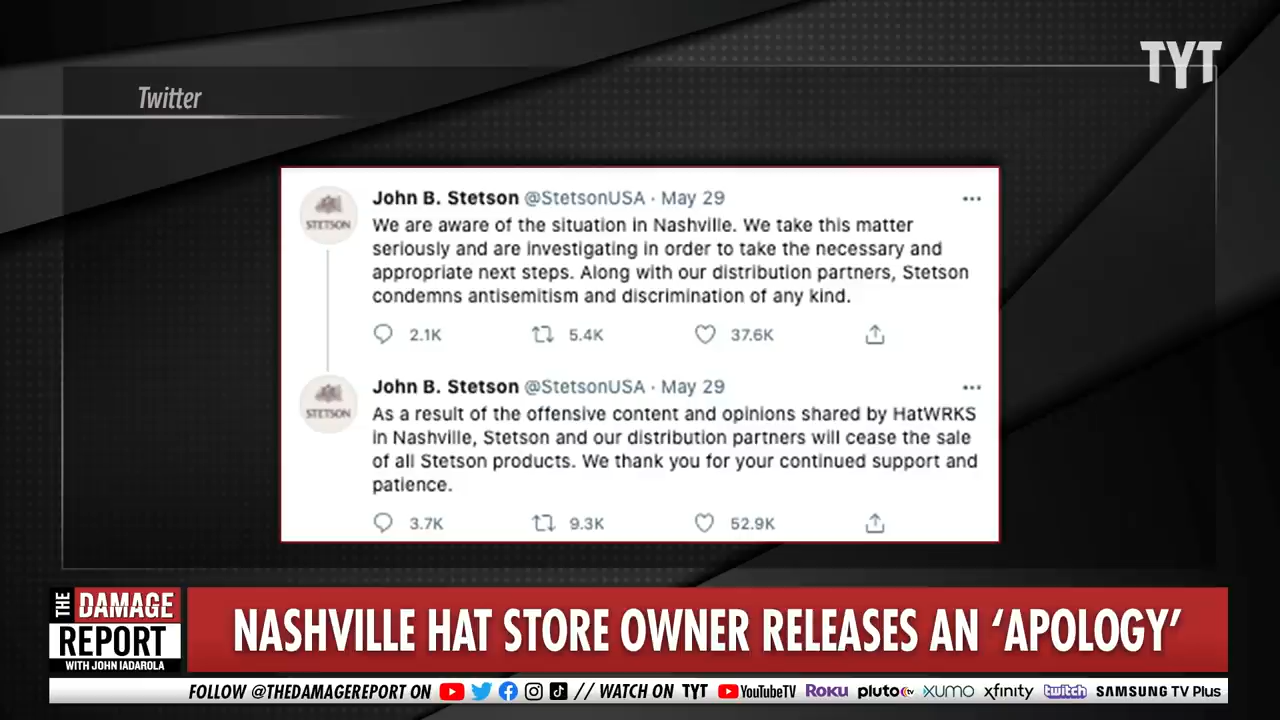 TYT
Twitter
John B. Stetson @StetsonUSA · May 29
STETSON
We are aware of the situation in Nashville. We take this matter
seriously and are investigating in order to take the necessary and
appropriate next steps. Along with our distribution partners, Stetson
condemns antisemitism and discrimination of any kind.
2.1K 5.4K 37.6K
John B. Stetson @StetsonUSA · May 29
STETSON
As a result of the offensive content and opinions shared by HatWRKS
in Nashville, Stetson and our distribution partners will cease the sale
of all Stetson products. We thank you for your continued support and
patience.
3.7K 9.3K 52.9K
THE DAMAGE
REPORT
WITH JOHN IADAROLA
NASHVILLE HAT STORE OWNER RELEASES AN ‘APOLOGY’
FOLLOW @THEDAMAGEREPORT ON // WATCH ON TYT YouTubeTV ROKU pluto tv XUMO xfinity twitch SAMSUNG TV Plus